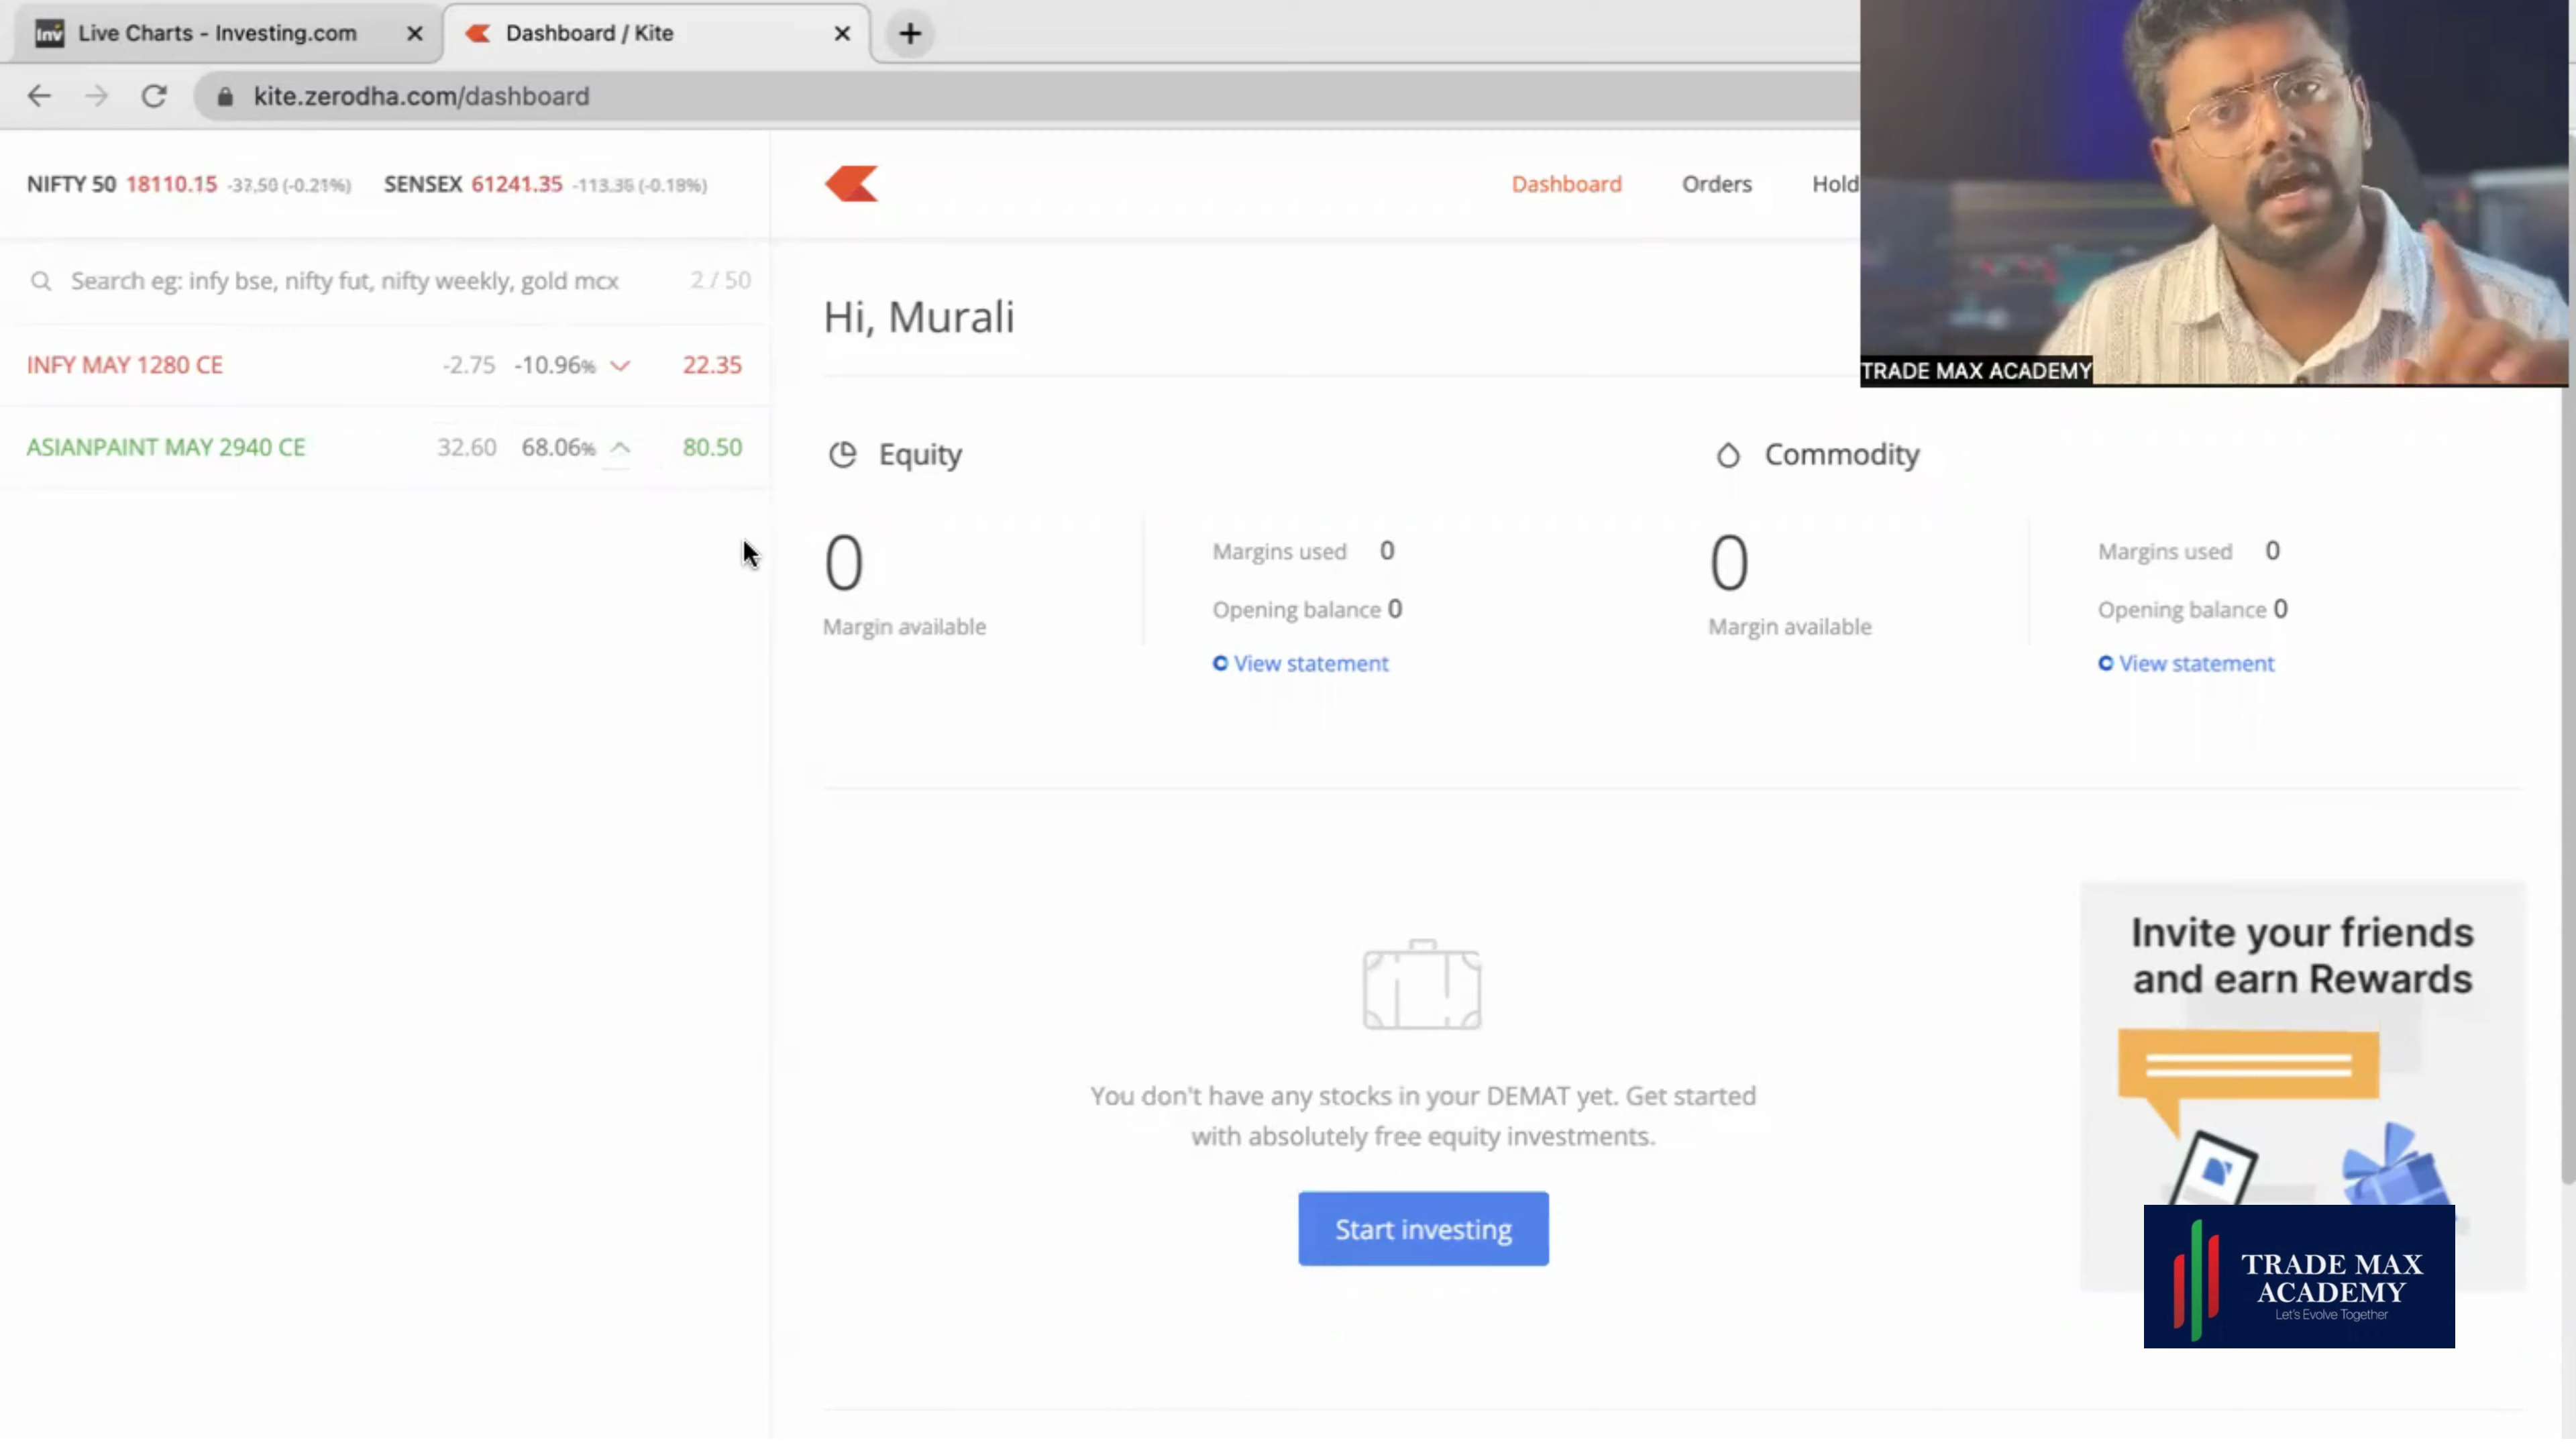 Live Charts - Investing.com
Dashboard / Kite
kite.zerodha.com/dashboard
NIFTY 50 18110.15 -37.50 (-0.21%) SENSEX 61241.35 -113.36 (-0.18%)
Dashboard Orders Hold
Search eg: infy bse, nifty fut, nifty weekly, gold mcx 2 / 50
INFY MAY 1280 CE -2.75 -10.96% 22.35
ASIANPAINT MAY 2940 CE 32.60 68.06% 80.50
Hi, Murali
TRADE MAX ACADEMY
Equity
0
Margin available
Margins used 0
Opening balance 0
View statement
Commodity
0
Margin available
Margins used 0
Opening balance 0
View statement
You don't have any stocks in your DEMAT yet. Get started
with absolutely free equity investments.
Start investing
Invite your friends
and earn Rewards
TRADE MAX
ACADEMY
Let's Evolve Together